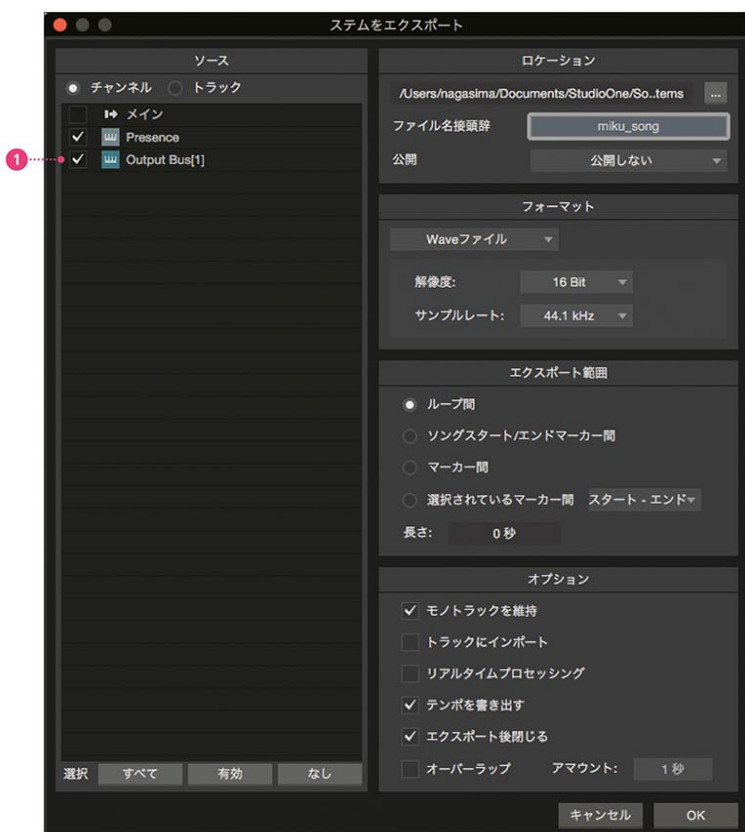 ステムをエクスポート
ソース
チャンネル トラック
メイン
Presence
1
Output Bus[1]
選択 すべて 有効 なし
ロケーション
/Users/nagasima/Documents/StudioOne/So..tems ...
ファイル名接頭辞 miku_song
公開 公開しない
フォーマット
Waveファイル
解像度: 16 Bit
サンプルレート: 44.1 kHz
エクスポート範囲
ループ間
ソングスタート/エンドマーカー間
マーカー間
選択されているマーカー間 スタート - エンド
長さ: 0 秒
オプション
モノトラックを維持
トラックにインポート
リアルタイムプロセッシング
テンポを書き出す
エクスポート後閉じる
オーバーラップ アマウント: 1 秒
キャンセル OK